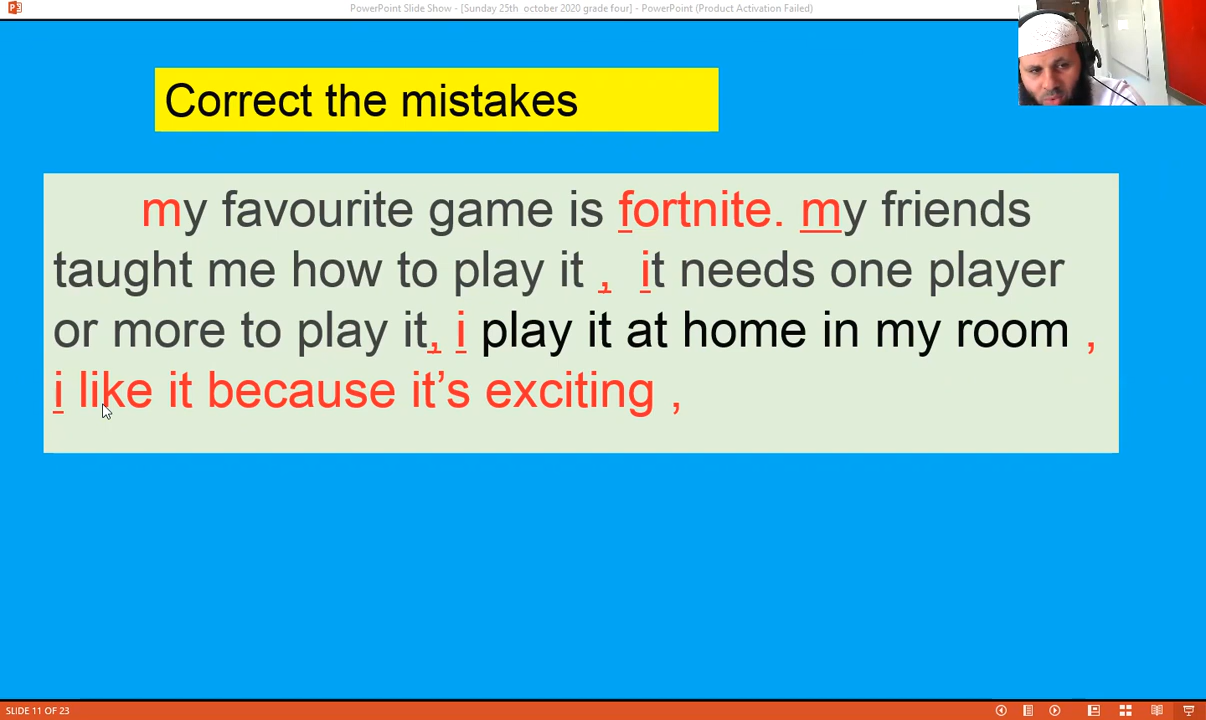 PowerPoint Slide Show - [Sunday 25th  october 2020 grade four] - PowerPoint (Product Activation Failed)
Correct the mistakes
my favourite game is fortnite. my friends
taught me how to play it ,  it needs one player
or more to play it, i play it at home in my room ,
i like it because it’s exciting ,
SLIDE 11 OF 23